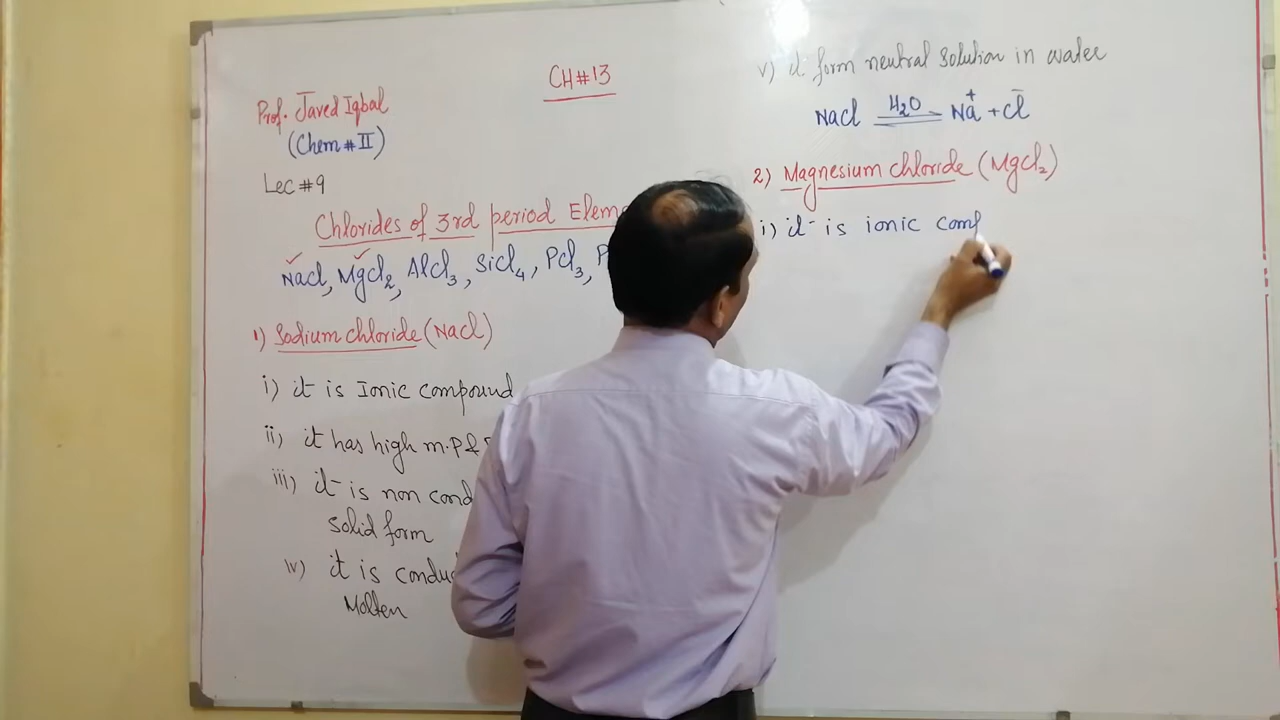 CH#13
Prof. Javed Iqbal
(Chem # II)
Lec #9
Chlorides of 3rd period
Nacl, Mgcl₂, Alcl₃, Sicl₄, Pcl₃,
1) Sodium chloride (Nacl)
i) it is Ionic compound
ii) it has high m.p &
iii) it is non
solid form
iv) it is
Molten
v) it form neutral solution in water
Nacl H₂O Na⁺ + Cl⁻
2) Magnesium chloride (Mgcl₂)
i) it is ionic comp